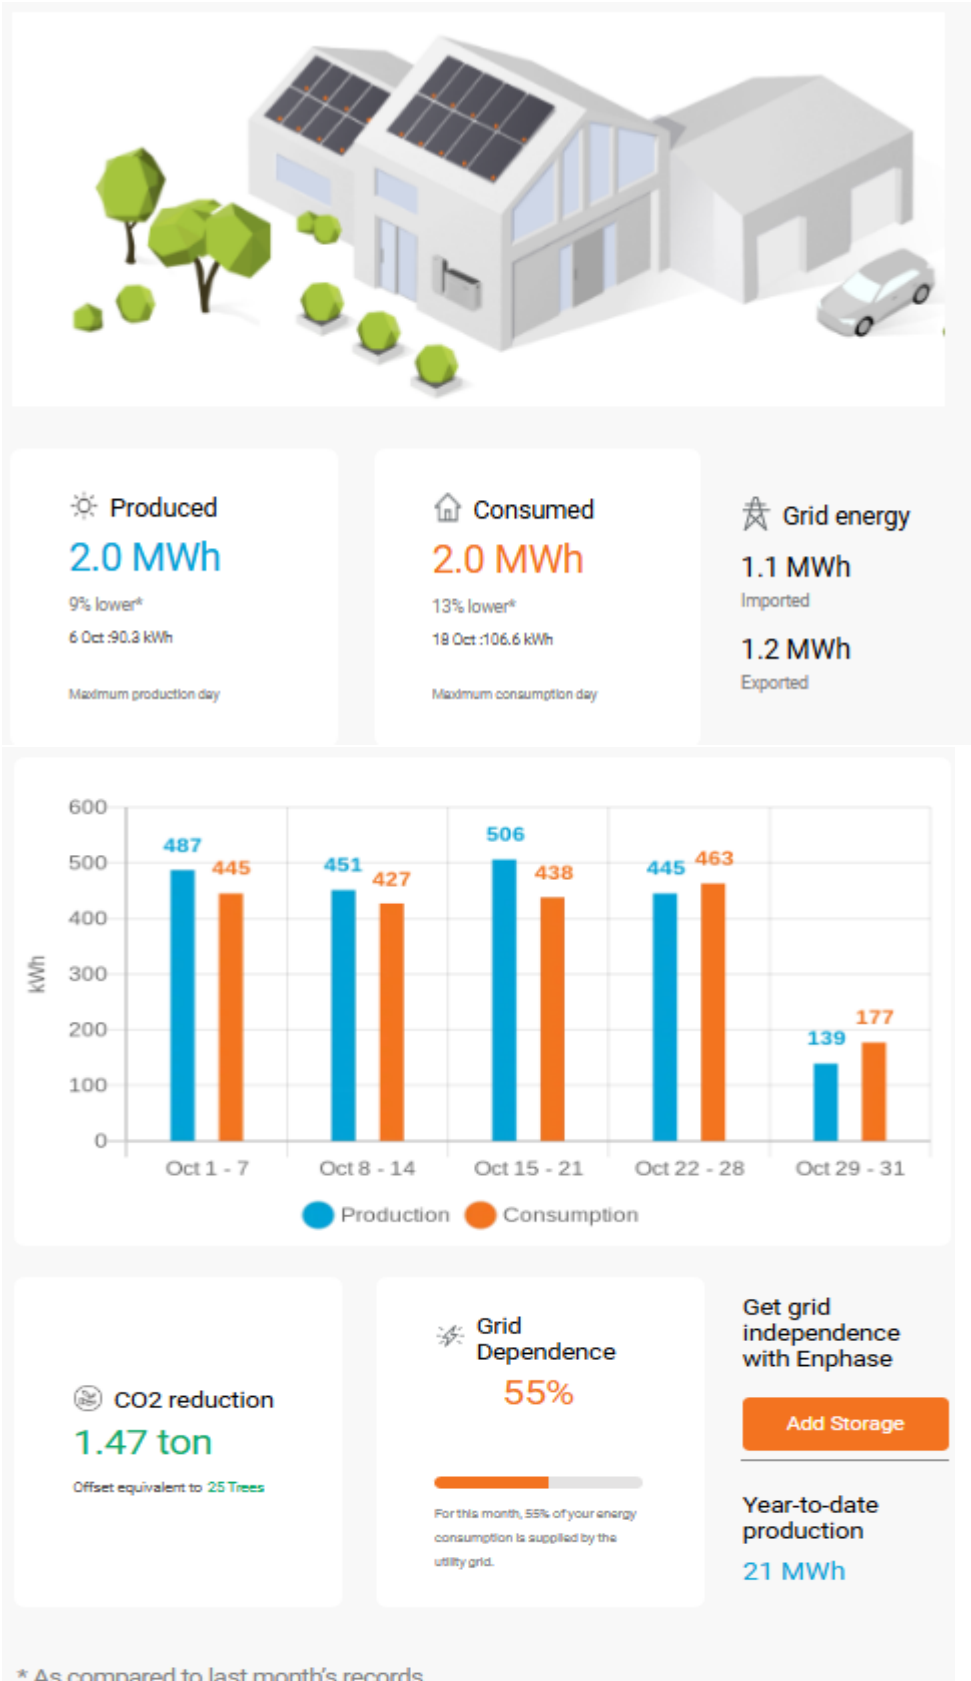 Produced
2.0 MWh
9% lower*
6 Oct :90.3 kWh
Maximum production day
Consumed
2.0 MWh
13% lower*
18 Oct :106.6 kWh
Maximum consumption day
Grid energy
1.1 MWh
Imported
1.2 MWh
Exported
600
500
400
300
200
100
0
kWh
487
445
451
427
506
438
445
463
139
177
Oct 1 - 7
Oct 8 - 14
Oct 15 - 21
Oct 22 - 28
Oct 29 - 31
Production
Consumption
CO2 reduction
1.47 ton
Offset equivalent to 25 Trees
Grid
Dependence
55%
For this month, 55% of your energy
consumption is supplied by the
utility grid.
Get grid
independence
with Enphase
Add Storage
Year-to-date
production
21 MWh
* As compared to last month's records